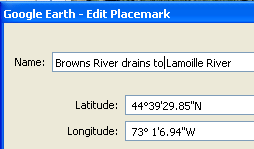 Google Earth - Edit Placemark
Name: Browns River drains to Lamoille River
Latitude: 44°39'29.85"N
Longitude: 73° 1'6.94"W